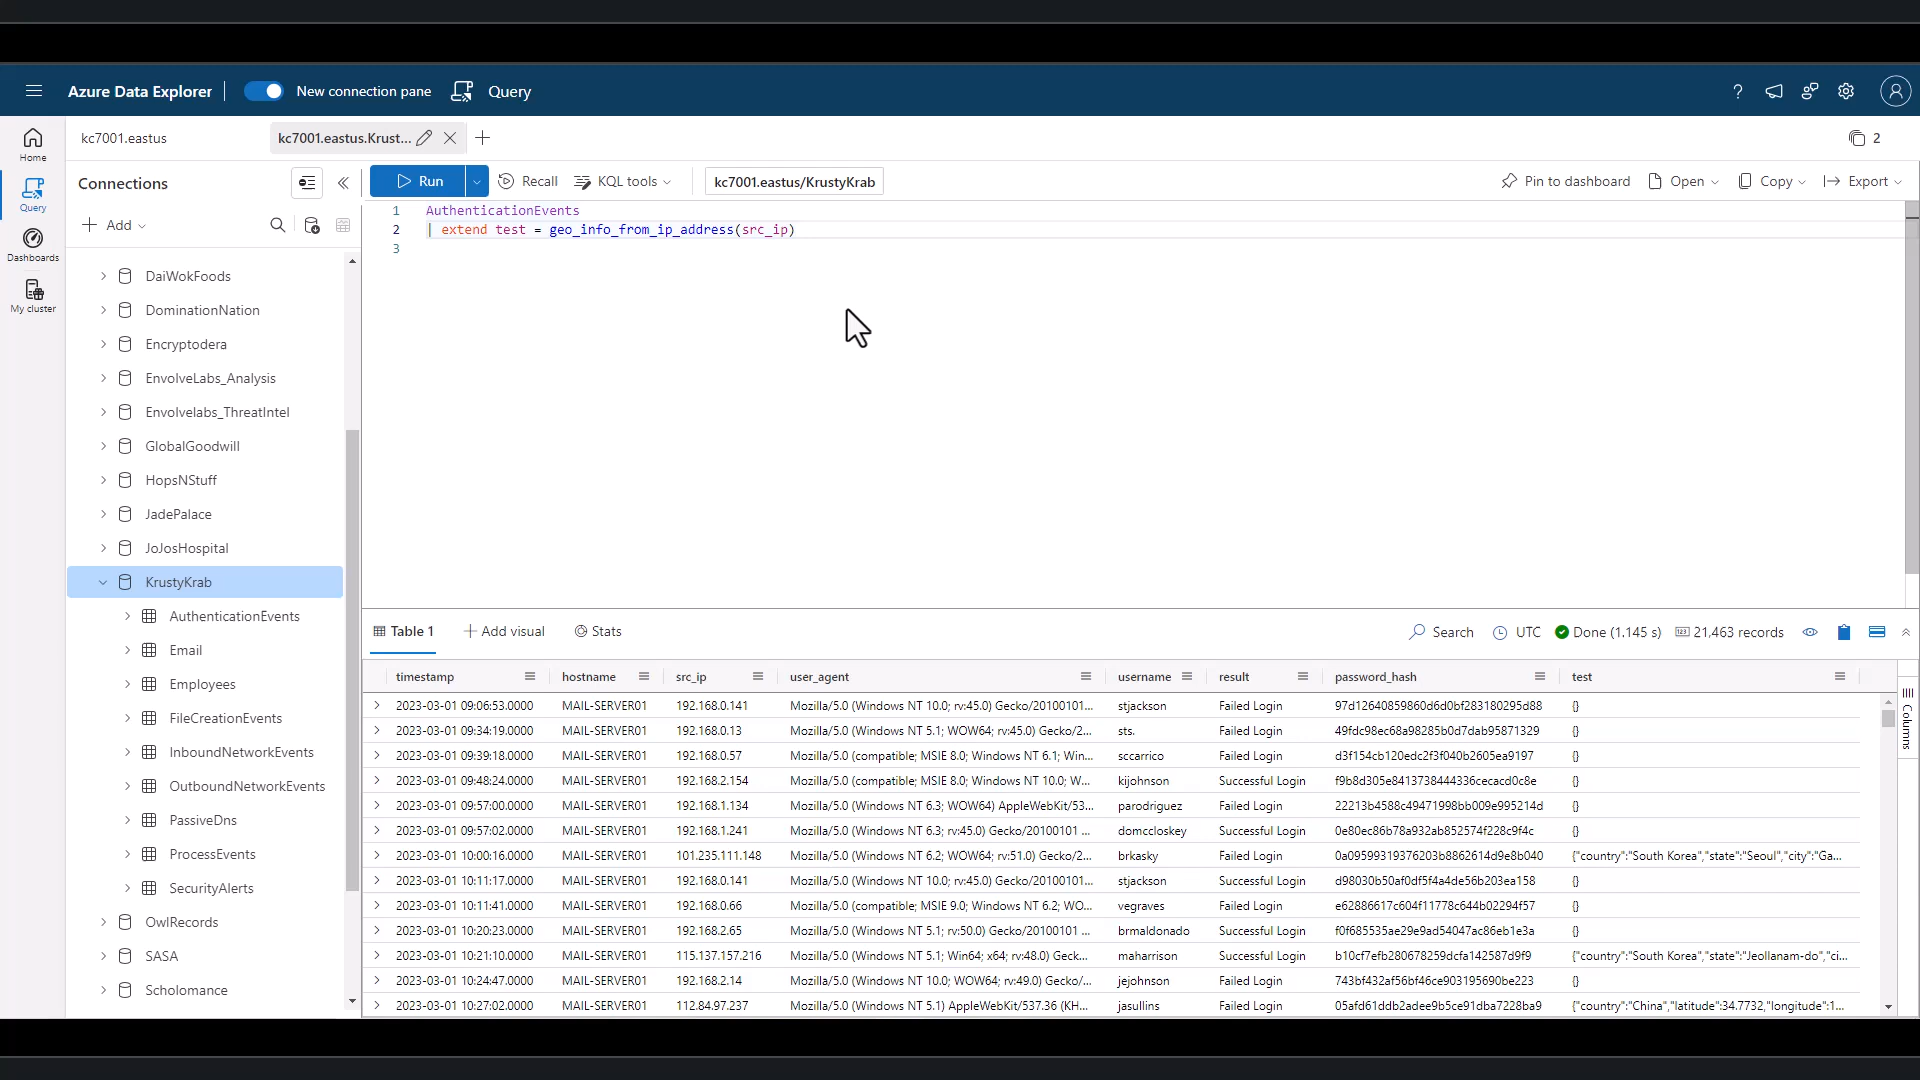 Azure Data Explorer New connection pane Query
kc7001.eastus kc7001.eastus.Krust... 2
Home
Query
Dashboards
My cluster
Connections
Add
Run Recall KQL tools kc7001.eastus/KrustyKrab Pin to dashboard Open Copy Export
1 AuthenticationEvents
2 | extend test = geo_info_from_ip_address(src_ip)
3
DaiWokFoods
DominationNation
Encryptodera
EnvolveLabs_Analysis
Envolvelabs_ThreatIntel
GlobalGoodwill
HopsNStuff
JadePalace
JoJosHospital
KrustyKrab
AuthenticationEvents
Email
Employees
FileCreationEvents
InboundNetworkEvents
OutboundNetworkEvents
PassiveDns
ProcessEvents
SecurityAlerts
OwlRecords
SASA
Scholomance
Table 1 Add visual Stats Search UTC Done (1.145 s) 21,463 records
timestamp hostname src_ip user_agent username result password_hash test
2023-03-01 09:06:53.0000 MAIL-SERVER01 192.168.0.141 Mozilla/5.0 (Windows NT 10.0; rv:45.0) Gecko/20100101... stjackson Failed Login 97d12640859860d6d0bf283180295d88 {}
2023-03-01 09:34:19.0000 MAIL-SERVER01 192.168.0.13 Mozilla/5.0 (Windows NT 5.1; WOW64; rv:45.0) Gecko/2... sts. Failed Login 49fdc98ec68a98285b0d7dab95871329 {}
2023-03-01 09:39:18.0000 MAIL-SERVER01 192.168.0.57 Mozilla/5.0 (compatible; MSIE 8.0; Windows NT 6.1; Win... sccarrico Failed Login d3f154cb120edc2f3f040b2605ea9197 {}
2023-03-01 09:48:24.0000 MAIL-SERVER01 192.168.2.154 Mozilla/5.0 (compatible; MSIE 8.0; Windows NT 10.0; W... kijohnson Successful Login f9b8d305e8413738444336cecacd0c8e {}
2023-03-01 09:57:00.0000 MAIL-SERVER01 192.168.1.134 Mozilla/5.0 (Windows NT 6.3; WOW64) AppleWebKit/53... parodriguez Failed Login 22213b4588c49471998bb009e995214d {}
2023-03-01 09:57:02.0000 MAIL-SERVER01 192.168.1.241 Mozilla/5.0 (Windows NT 6.3; rv:45.0) Gecko/20100101 ... domccloskey Successful Login 0e80ec86b78a932ab852574f228c9f4c {}
2023-03-01 10:00:16.0000 MAIL-SERVER01 101.235.111.148 Mozilla/5.0 (Windows NT 6.2; WOW64; rv:51.0) Gecko/2... brkasky Failed Login 0a09599319376203b8862614d9e8b040 {"country":"South Korea","state":"Seoul","city":"Ga...
2023-03-01 10:11:17.0000 MAIL-SERVER01 192.168.0.141 Mozilla/5.0 (Windows NT 10.0; rv:45.0) Gecko/20100101... stjackson Successful Login d98030b50af0df5f4a4de56b203ea158 {}
2023-03-01 10:11:41.0000 MAIL-SERVER01 192.168.0.66 Mozilla/5.0 (compatible; MSIE 9.0; Windows NT 6.2; WO... vegraves Failed Login e62886617c604f11778c644b02294f57 {}
2023-03-01 10:20:23.0000 MAIL-SERVER01 192.168.2.65 Mozilla/5.0 (Windows NT 5.1; rv:50.0) Gecko/20100101 ... brmaldonado Successful Login f0f685535ae29e9ad54047ac86eb1e3a {}
2023-03-01 10:21:10.0000 MAIL-SERVER01 115.137.157.216 Mozilla/5.0 (Windows NT 5.1; Win64; x64; rv:48.0) Geck... maharrison Successful Login b10cf7efb280678259dcfa142587d9f9 {"country":"South Korea","state":"Jeollanam-do","ci...
2023-03-01 10:24:47.0000 MAIL-SERVER01 192.168.2.14 Mozilla/5.0 (Windows NT 10.0; WOW64; rv:49.0) Gecko/... jejohnson Failed Login 743bf432af56bf46ce903195690be223 {}
2023-03-01 10:27:02.0000 MAIL-SERVER01 112.84.97.237 Mozilla/5.0 (Windows NT 5.1) AppleWebKit/537.36 (KH... jasullins Failed Login 05afd61ddb2adee9b5ce91dba7228ba9 {"country":"China","latitude":34.7732,"longitude":1...
Columns